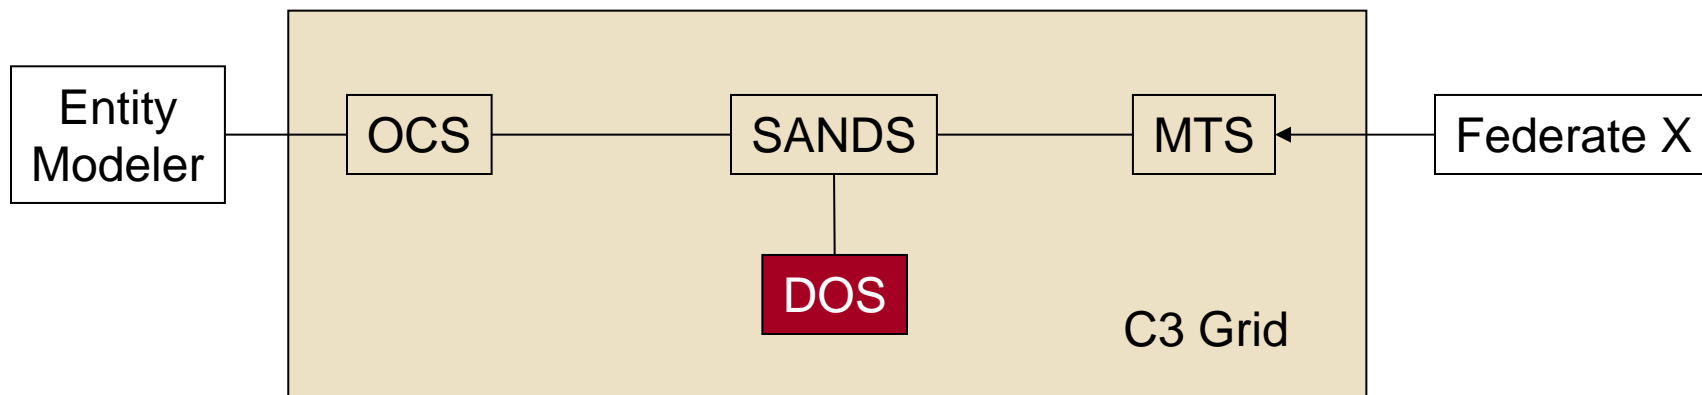 Entity
Modeler
OCS
SANDS
MTS
Federate X
DOS
C3 Grid